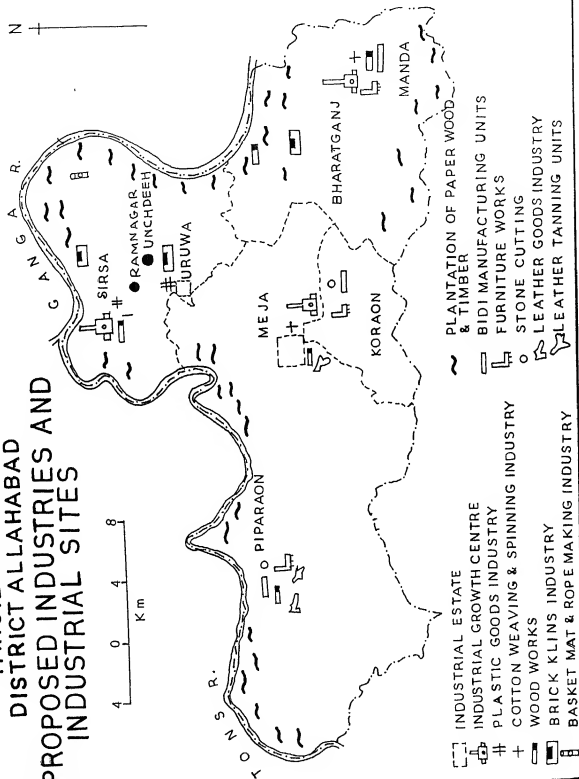 DISTRICT ALLAHABAD
PROPOSED INDUSTRIES AND
INDUSTRIAL SITES
N
4 0 4 8
Km
GANGA R.
TONS R.
SIRSA
RAMNAGAR
UNCHDEEH
URUWA
PIPARAON
MEJA
KORAON
BHARATGANJ
MANDA
INDUSTRIAL ESTATE
INDUSTRIAL GROWTH CENTRE
PLASTIC GOODS INDUSTRY
COTTON WEAVING & SPINNING INDUSTRY
WOOD WORKS
BRICK KLINS INDUSTRY
BASKET MAT & ROPE MAKING INDUSTRY
PLANTATION OF PAPER WOOD
& TIMBER
BIDI MANUFACTURING UNITS
FURNITURE WORKS
STONE CUTTING
LEATHER GOODS INDUSTRY
LEATHER TANNING UNITS